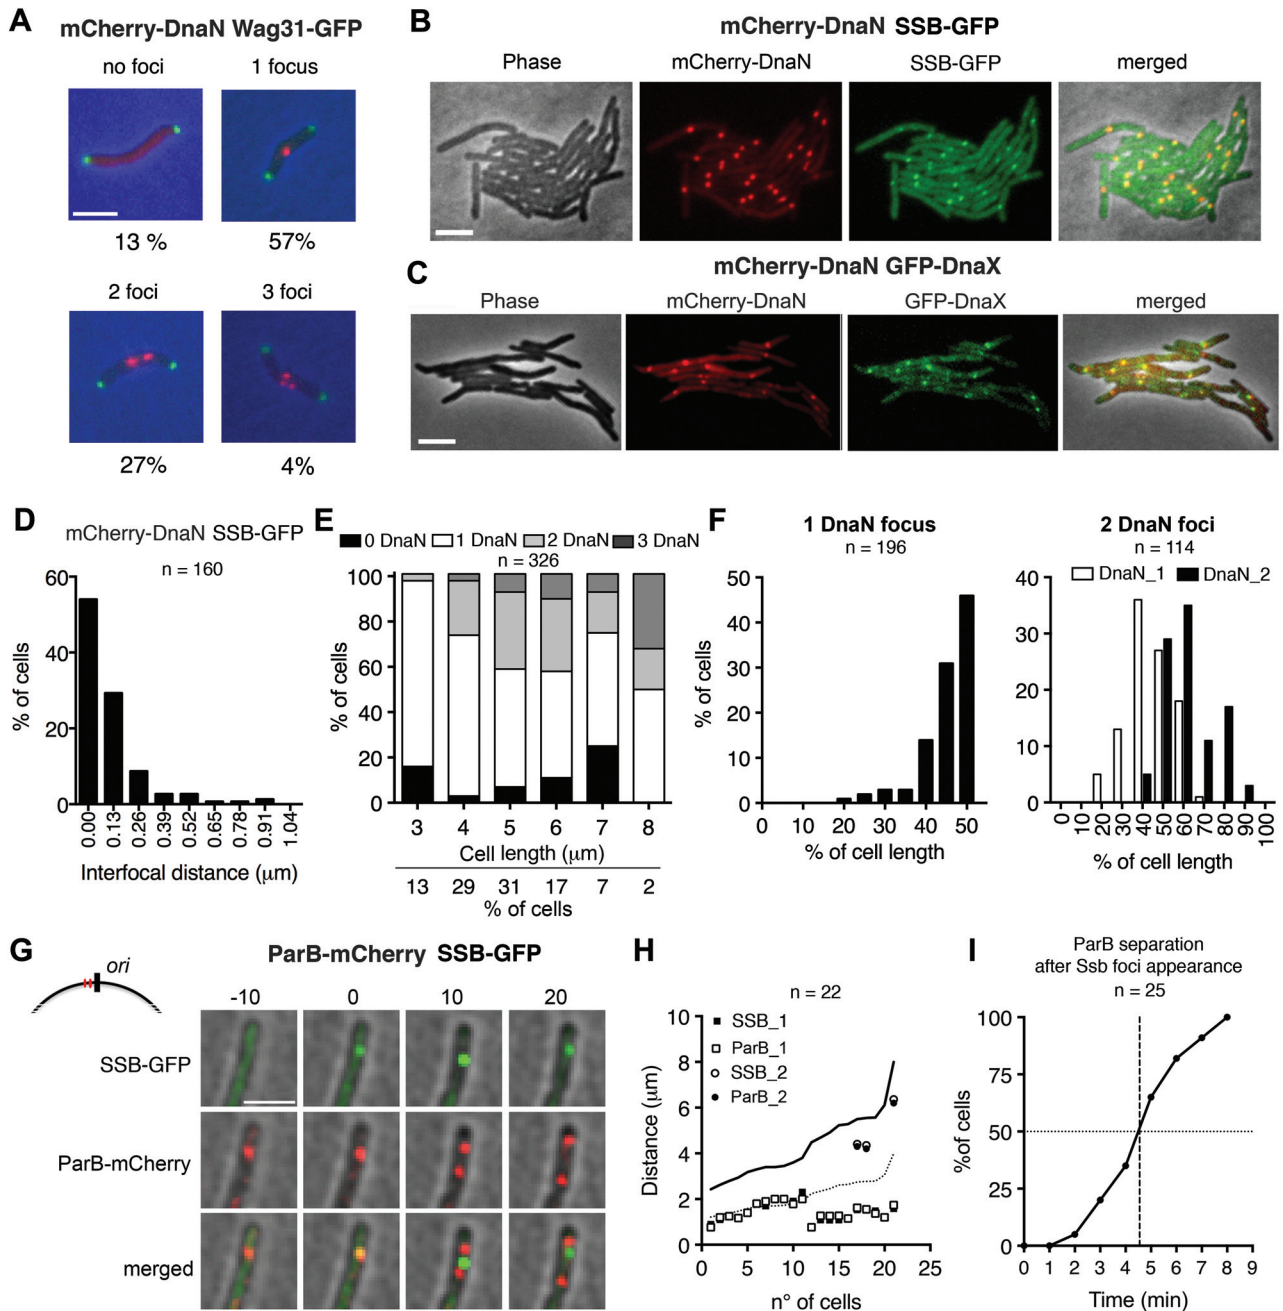 A
mCherry-DnaN Wag31-GFP
no foci
1 focus
13 %
57%
2 foci
3 foci
27%
4%
B
mCherry-DnaN SSB-GFP
Phase
mCherry-DnaN
SSB-GFP
merged
C
mCherry-DnaN GFP-DnaX
Phase
mCherry-DnaN
GFP-DnaX
merged
D
mCherry-DnaN SSB-GFP
n = 160
% of cells
60
40
20
0
0.00 0.13 0.26 0.39 0.52 0.65 0.78 0.91 1.04
Interfocal distance (μm)
E
0 DnaN 1 DnaN 2 DnaN 3 DnaN
n = 326
% of cells
100
80
60
40
20
0
3 4 5 6 7 8
Cell length (μm)
13 29 31 17 7 2
% of cells
F
1 DnaN focus
n = 196
% of cells
50
40
30
20
10
0
0 10 20 30 40 50
% of cell length
2 DnaN foci
n = 114
DnaN_1 DnaN_2
40
30
20
10
0
0 10 20 30 40 50 60 70 80 90 100
% of cell length
G
ParB-mCherry SSB-GFP
ori
-10 0 10 20
SSB-GFP
ParB-mCherry
merged
H
n = 22
SSB_1
ParB_1
SSB_2
ParB_2
Distance (μm)
10
8
6
4
2
0
0 5 10 15 20 25
n° of cells
I
ParB separation
after Ssb foci appearance
n = 25
%of cells
100
75
50
25
0
0 1 2 3 4 5 6 7 8 9
Time (min)